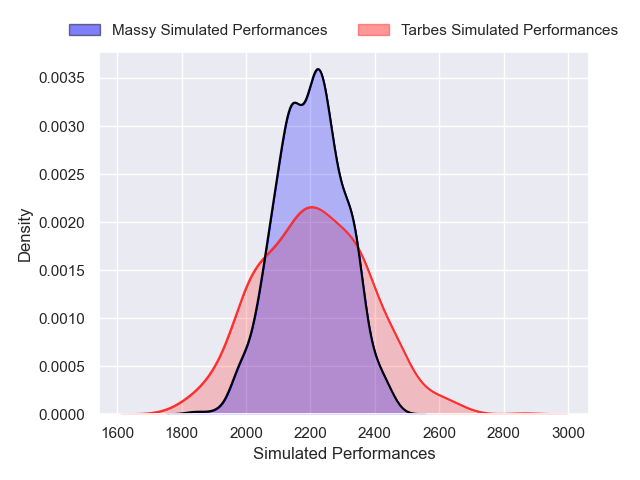 Massy Simulated Performances
Tarbes Simulated Performances
0.0035
0.0030
0.0025
0.0020
0.0015
0.0010
0.0005
0.0000
Density
1600 1800 2000 2200 2400 2600 2800 3000
Simulated Performances